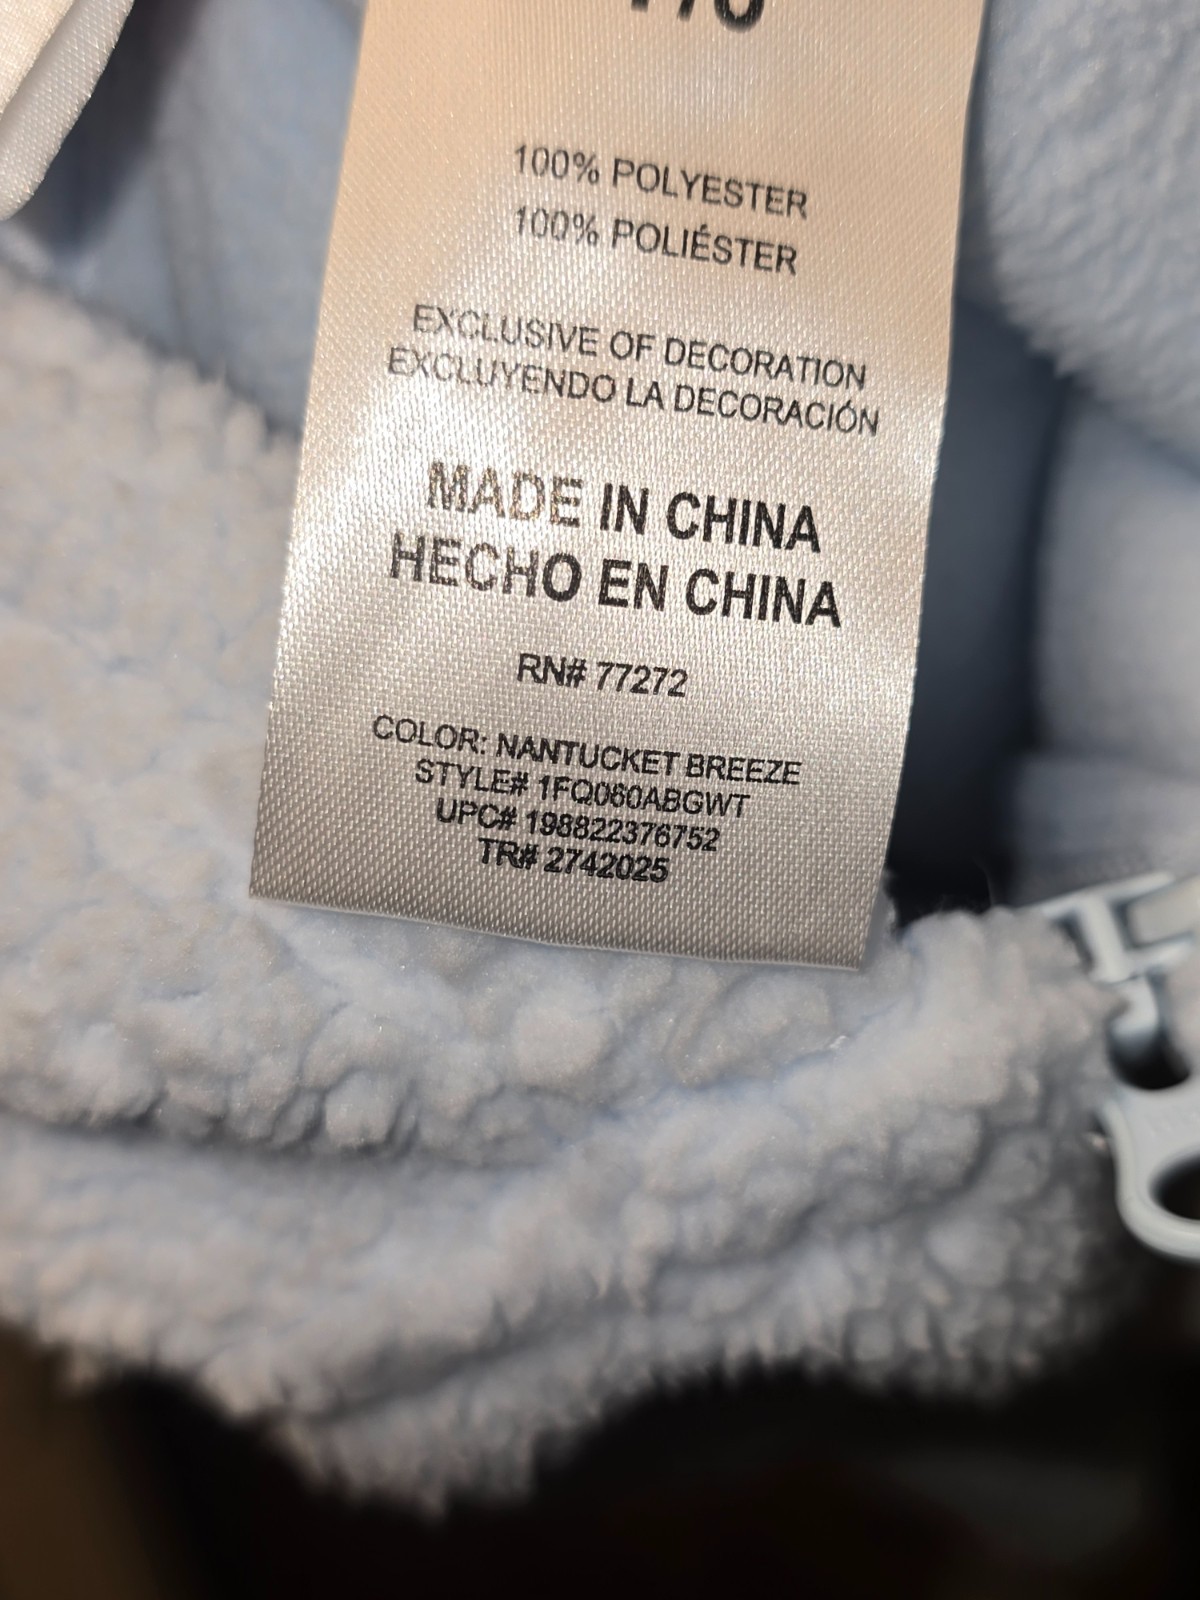 100% POLYESTER
100% POLIÉSTER
EXCLUSIVE OF DECORATION
EXCLUYENDO LA DECORACIÓN
MADE IN CHINA
HECHO EN CHINA
RN# 77272
COLOR: NANTUCKET BREEZE
STYLE# 1FQ060ABGWT
UPC# 198822376752
TR# 2742025